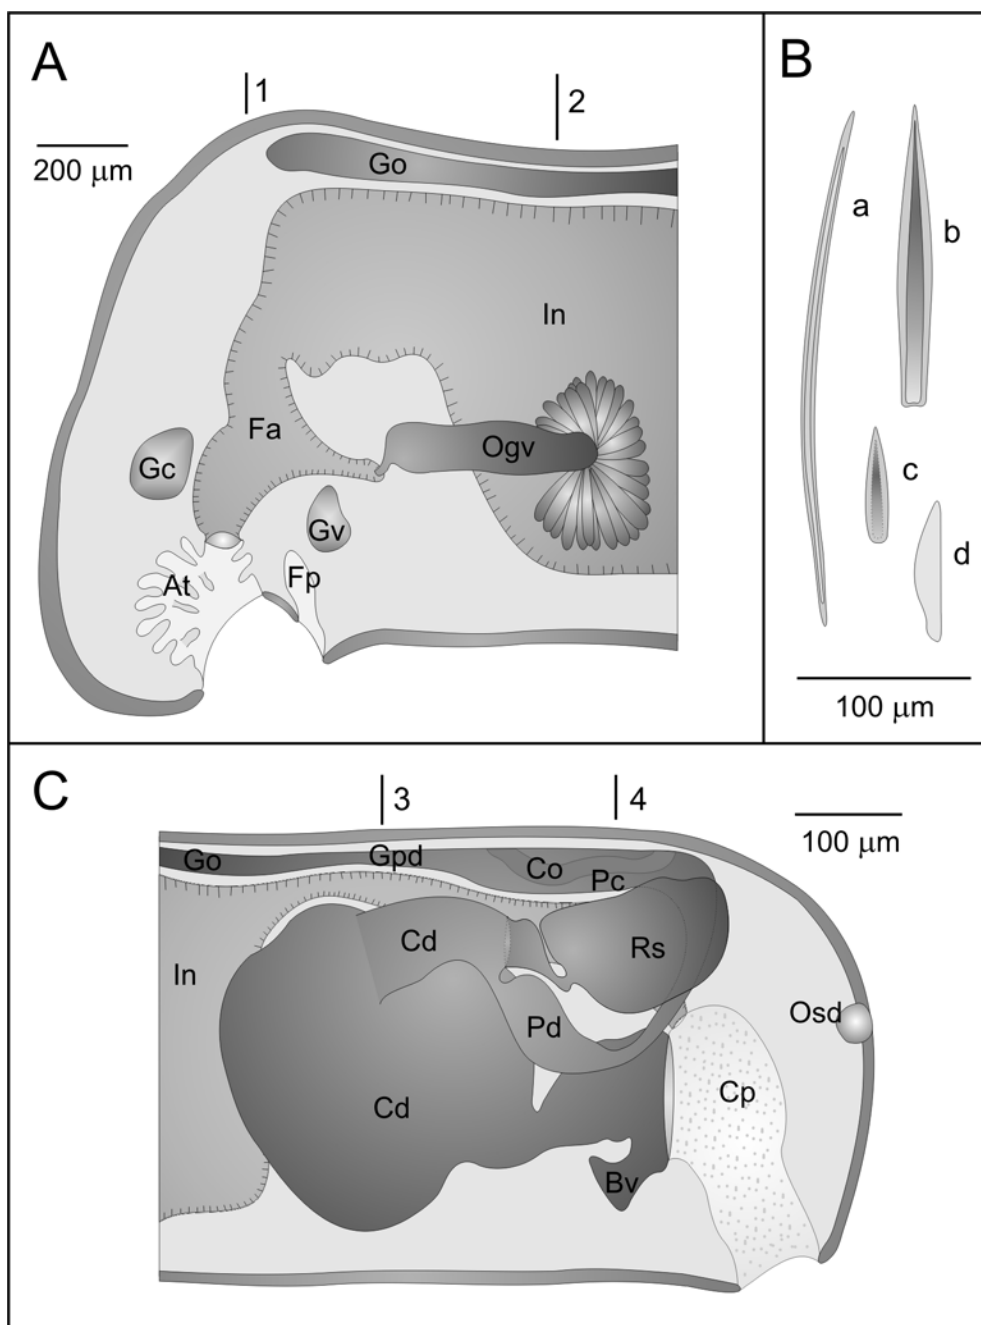 A
1
2
200 μm
Go
In
Fa
Ogv
Gc
Gv
At
Fp
B
a
b
c
d
100 μm
C
3
4
100 μm
Go
Gpd
Co
Pc
Cd
Rs
In
Pd
Osd
Cd
Cp
Bv